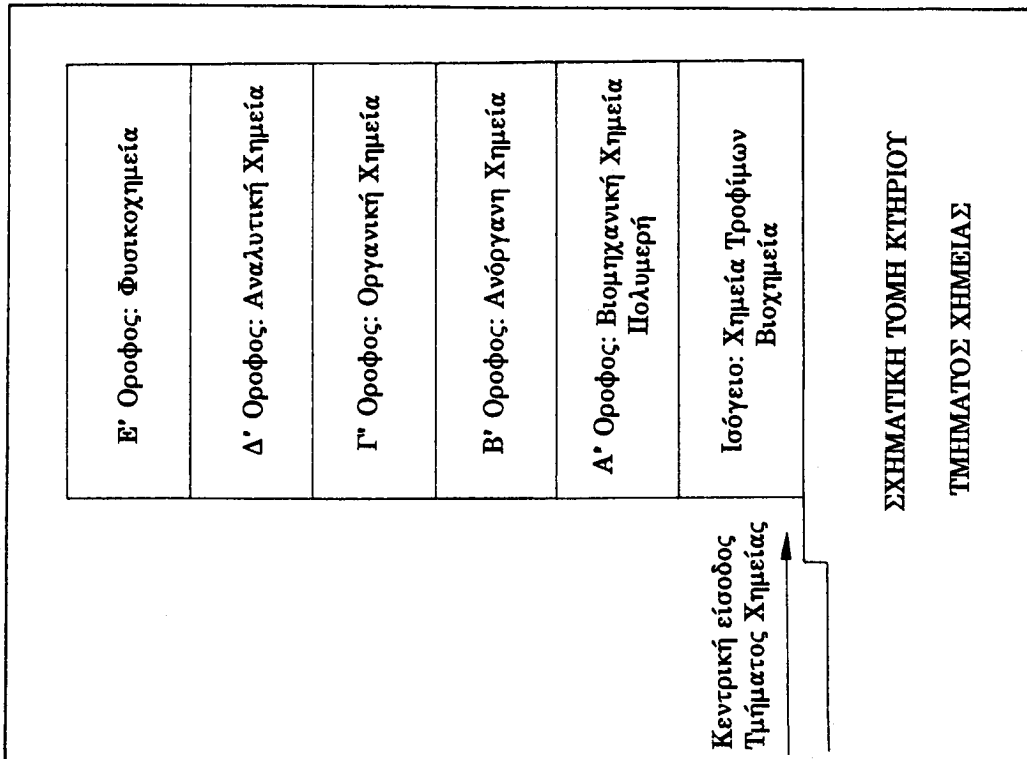 Ε' Οροφος: Φυσικοχημεία
Δ' Οροφος: Αναλυτική Χημεία
Γ' Οροφος: Οργανική Χημεία
Β' Οροφος: Ανόργανη Χημεία
Α' Οροφος: Βιομηχανική Χημεία
Πολυμερή
Ισόγειο: Χημεία Τροφίμων
Βιοχημεία
Κεντρική είσοδος
Τμήματος Χημείας
ΣΧΗΜΑΤΙΚΗ ΤΟΜΗ ΚΤΗΡΙΟΥ
ΤΜΗΜΑΤΟΣ ΧΗΜΕΙΑΣ